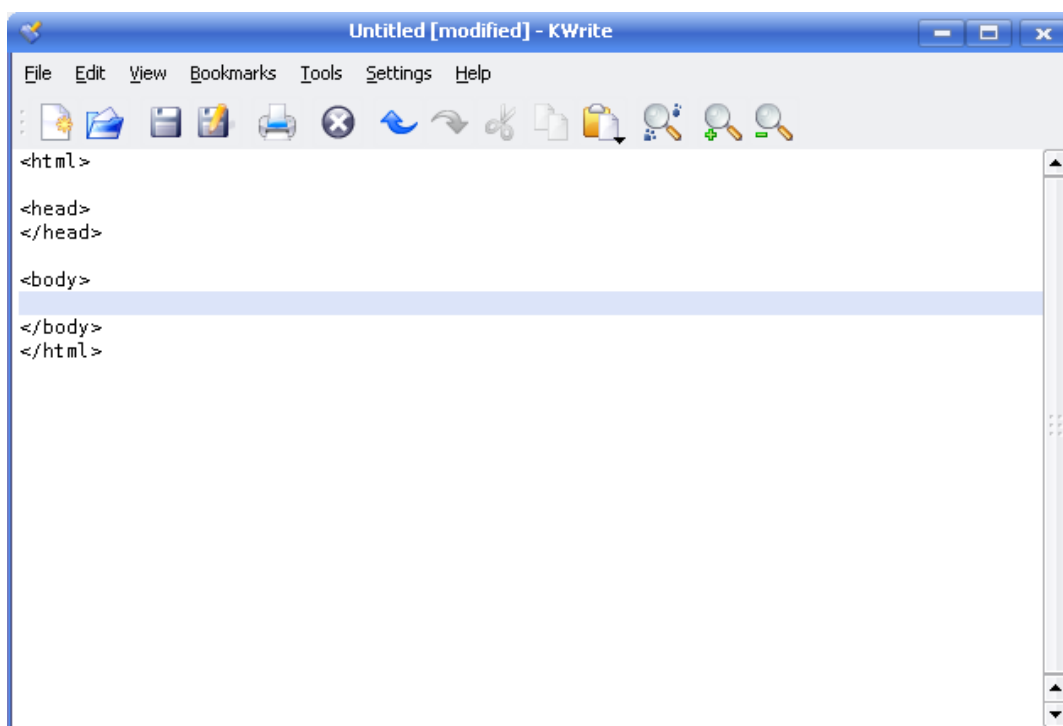 Untitled [modified] - KWrite
File Edit View Bookmarks Tools Settings Help
<html>
<head>
</head>
<body>
</body>
</html>